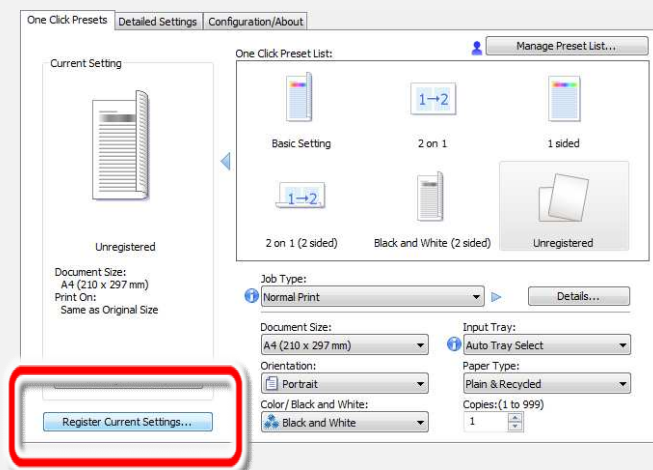 One Click Presets
Detailed Settings
Configuration/About
Current Setting
Unregistered
Document Size:
A4 (210 x 297 mm)
Print On:
Same as Original Size
Register Current Settings...
One Click Preset List:
Manage Preset List...
1→2
Basic Setting
2 on 1
1 sided
1→2
2 on 1 (2 sided)
Black and White (2 sided)
Unregistered
Job Type:
Normal Print
Details...
Document Size:
A4 (210 x 297 mm)
Input Tray:
Auto Tray Select
Orientation:
Portrait
Paper Type:
Plain & Recycled
Color/ Black and White:
Black and White
Copies:(1 to 999)
1